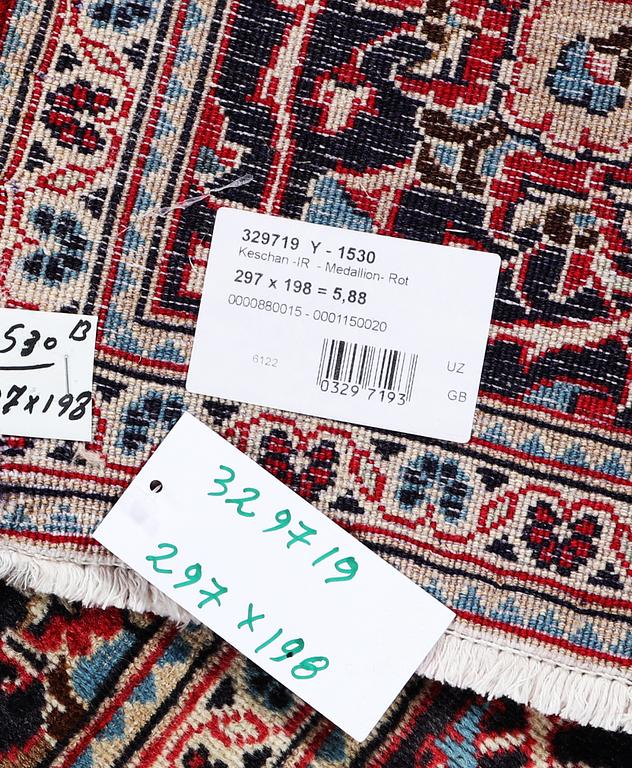 329719 Y - 1530
Keschan -IR - Medallion- Rot
297 x 198 = 5,88
0000880015 - 0001150020
6122
UZ
0329 7193
GB
530 B
7x198
329719
297 x 198